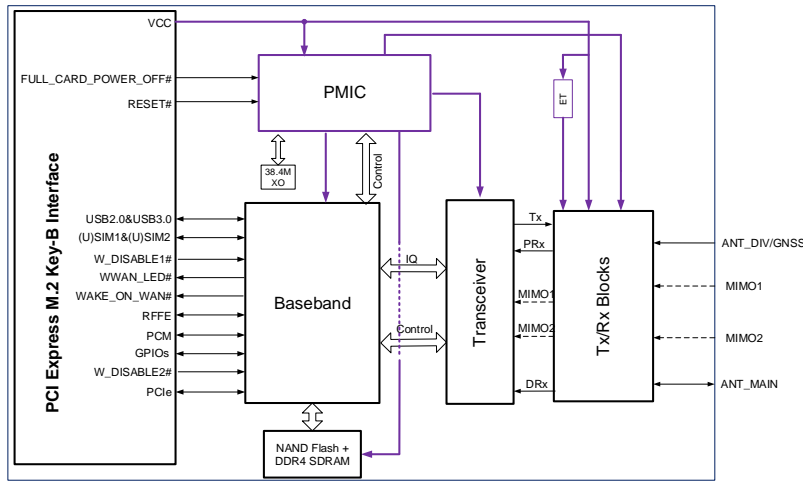 VCC
FULL_CARD_POWER_OFF#
RESET#
PMIC
ET
38.4M
XO
Control
PCI Express M.2 Key-B Interface
USB2.0&USB3.0
(U)SIM1&(U)SIM2
W_DISABLE1#
WWAN_LED#
WAKE_ON_WAN#
RFFE
PCM
GPIOs
W_DISABLE2#
PCIe
Baseband
IQ
Control
Transceiver
Tx
PRx
MIMO1
MIMO2
DRx
Tx/Rx Blocks
ANT_DIV/GNSS
MIMO1
MIMO2
ANT_MAIN
NAND Flash +
DDR4 SDRAM